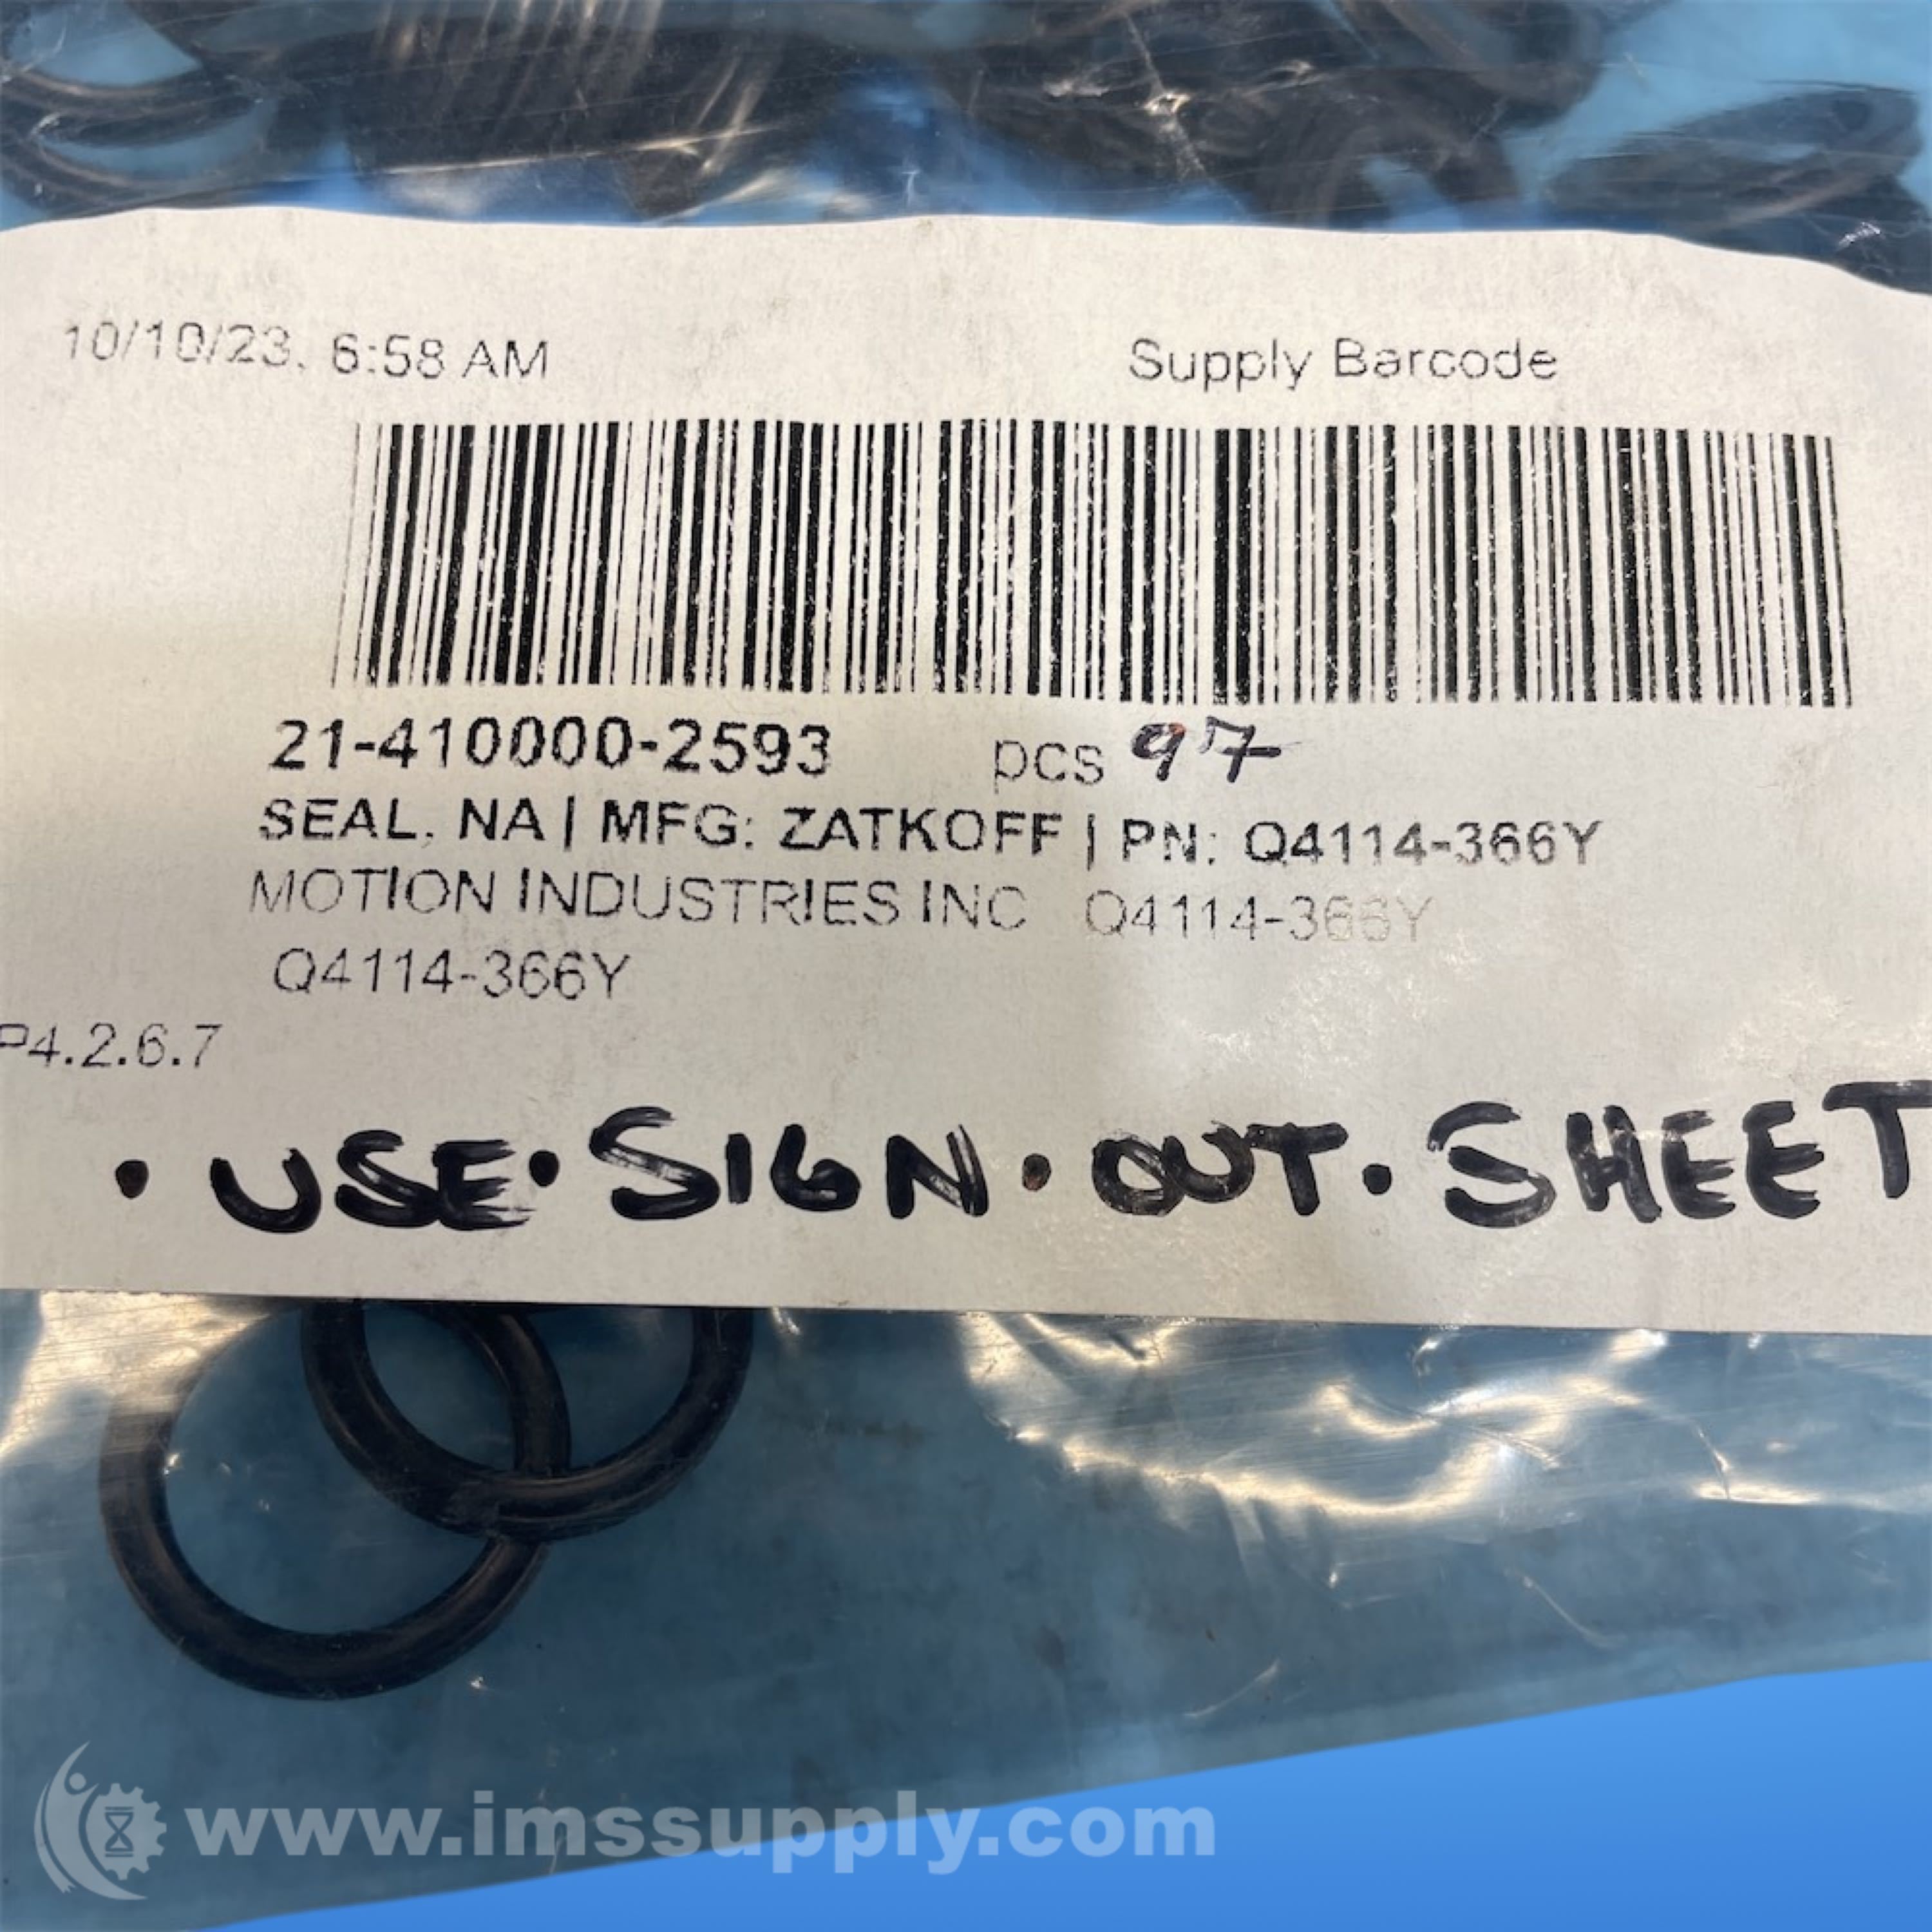 10/10/23, 6:58 AM Supply Barcode
21-410000-2593 pcs 97
SEAL, NA | MFG: ZATKOFF | PN: Q4114-366Y
MOTION INDUSTRIES INC Q4114-366Y
Q4114-366Y
P4.2.6.7
· USE · SIGN · OUT · SHEET
www.imssupply.com